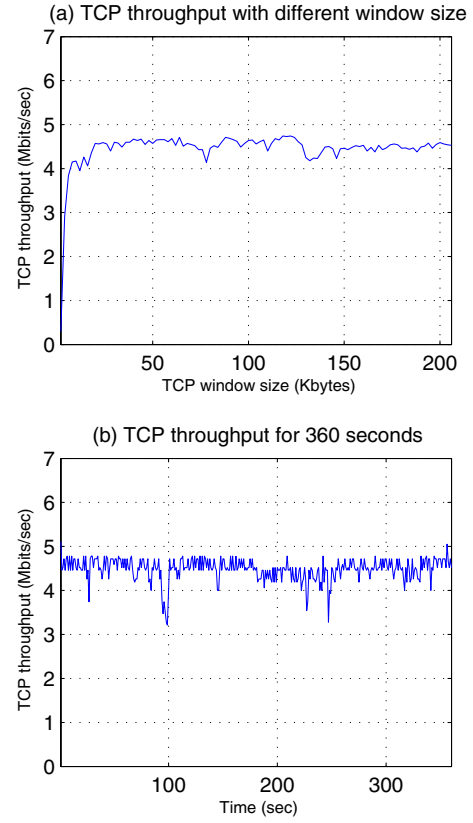 (a) TCP throughput with different window size
7
6
5
4
3
2
1
0
TCP throughput (Mbits/sec)
50 100 150 200
TCP window size (Kbytes)
(b) TCP throughput for 360 seconds
7
6
5
4
3
2
1
0
TCP throughput (Mbits/sec)
100 200 300
Time (sec)